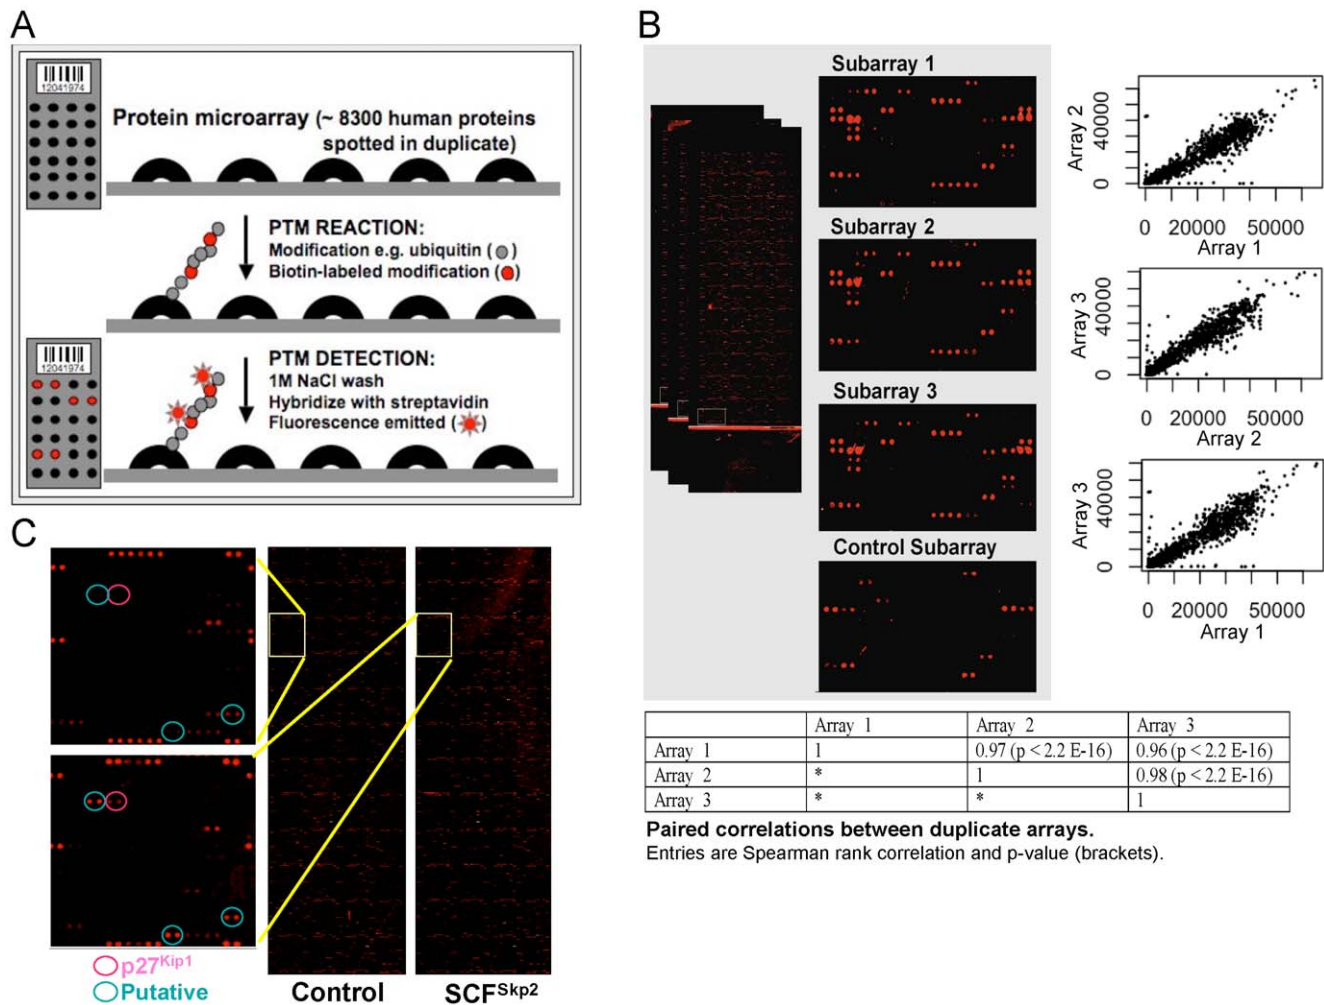 A
12041974
Protein microarray (~ 8300 human proteins
spotted in duplicate)
PTM REACTION:
Modification e.g. ubiquitin ( )
Biotin-labeled modification ( )
12041974
PTM DETECTION:
1M NaCl wash
Hybridize with streptavidin
Fluorescence emitted ( )
B
Subarray 1
Subarray 2
Subarray 3
Control Subarray
Array 2
0 40000
0 20000 50000
Array 1
Array 3
0 40000
0 20000 50000
Array 2
Array 3
0 40000
0 20000 50000
Array 1
Array 1 Array 2 Array 3
Array 1 1 0.97 (p < 2.2 E-16) 0.96 (p < 2.2 E-16)
Array 2 * 1 0.98 (p < 2.2 E-16)
Array 3 * * 1
Paired correlations between duplicate arrays.
Entries are Spearman rank correlation and p-value (brackets).
C
p27Kip1
Putative
Control
SCFSkp2